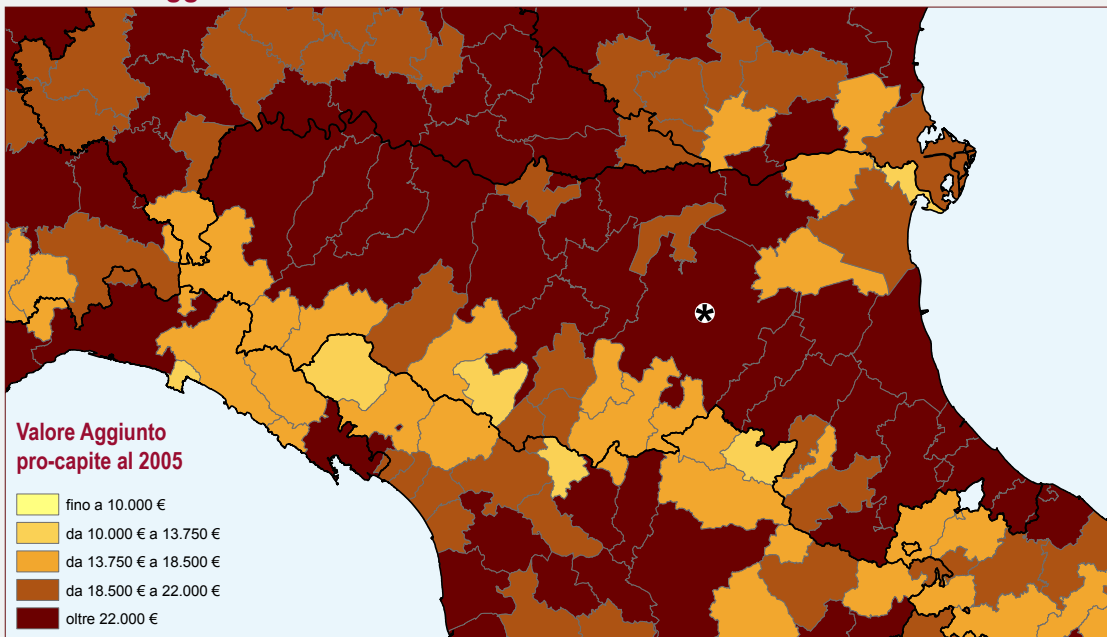 Valore Aggiunto
pro-capite al 2005
fino a 10.000 €
da 10.000 € a 13.750 €
da 13.750 € a 18.500 €
da 18.500 € a 22.000 €
oltre 22.000 €